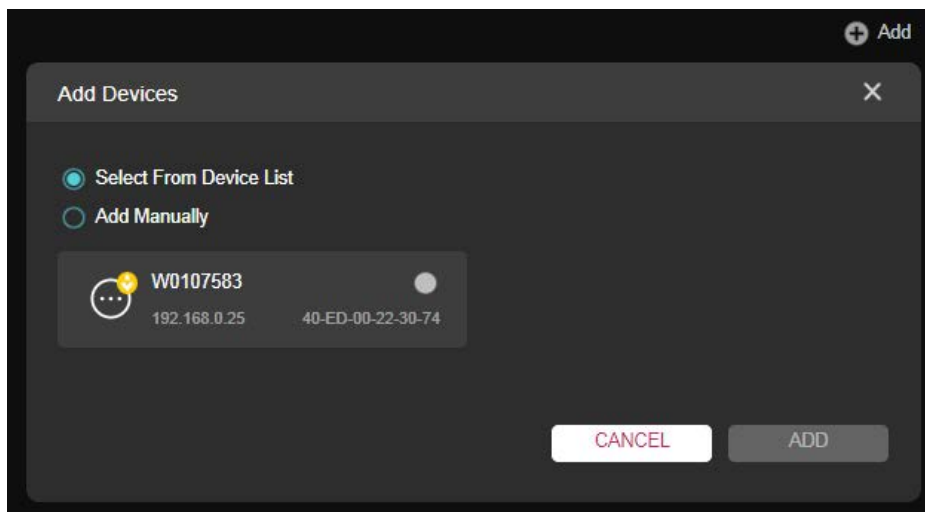 Add
Add Devices
Select From Device List
Add Manually
W0107583
192.168.0.25 40-ED-00-22-30-74
CANCEL ADD